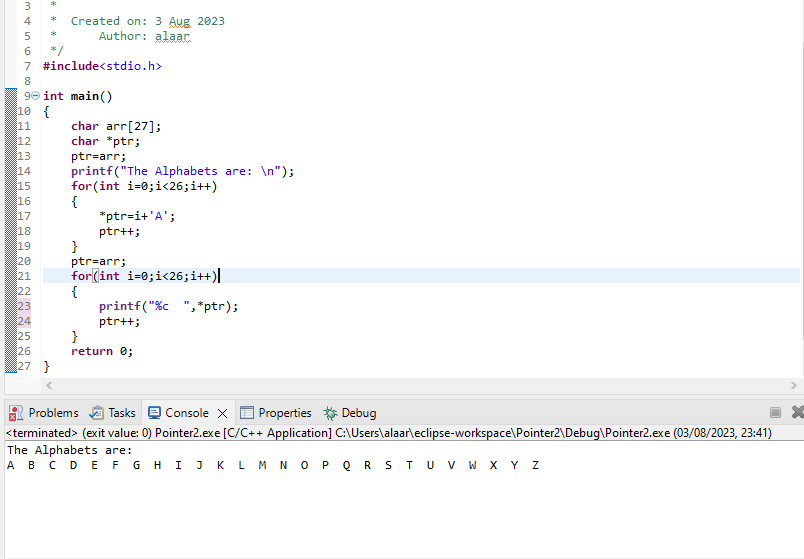 3  *
4  *  Created on: 3 Aug 2023
5  *      Author: alaar
6  */
7 #include<stdio.h>
8
9 int main()
10 {
11     char arr[27];
12     char *ptr;
13     ptr=arr;
14     printf("The Alphabets are: \n");
15     for(int i=0;i<26;i++)
16     {
17         *ptr=i+'A';
18         ptr++;
19     }
20     ptr=arr;
21     for(int i=0;i<26;i++)
22     {
23         printf("%c  ",*ptr);
24         ptr++;
25     }
26     return 0;
27 }
Problems Tasks Console Properties Debug
<terminated> (exit value: 0) Pointer2.exe [C/C++ Application] C:\Users\alaar\eclipse-workspace\Pointer2\Debug\Pointer2.exe (03/08/2023, 23:41)
The Alphabets are:
A  B  C  D  E  F  G  H  I  J  K  L  M  N  O  P  Q  R  S  T  U  V  W  X  Y  Z